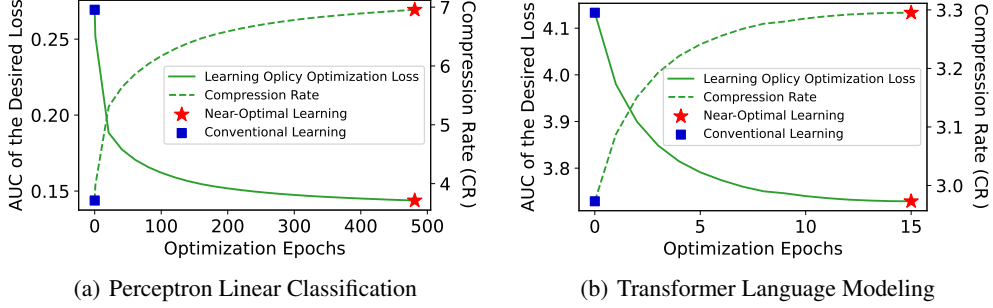 AUC of the Desired Loss
0.25
0.20
0.15
0
100
200
300
400
500
Optimization Epochs
7
6
5
4
Compression Rate (CR)
Learning Oplicy Optimization Loss
Compression Rate
Near-Optimal Learning
Conventional Learning
(a) Perceptron Linear Classification
AUC of the Desired Loss
4.1
4.0
3.9
3.8
0
5
10
15
Optimization Epochs
3.3
3.2
3.1
3.0
Compression Rate (CR)
Learning Oplicy Optimization Loss
Compression Rate
Near-Optimal Learning
Conventional Learning
(b) Transformer Language Modeling